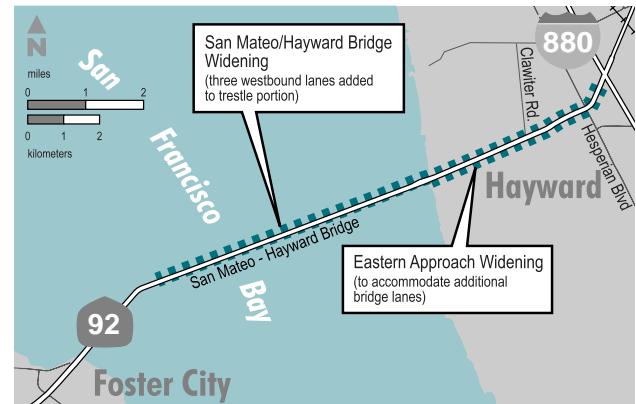 N
miles
0 1 2
0 1 2
kilometers
San
Francisco
Bay
San Mateo/Hayward Bridge
Widening
(three westbound lanes added
to trestle portion)
880
Clawiter Rd.
Hesperian Blvd
Hayward
San Mateo - Hayward Bridge
Eastern Approach Widening
(to accommodate additional
bridge lanes)
92
Foster City